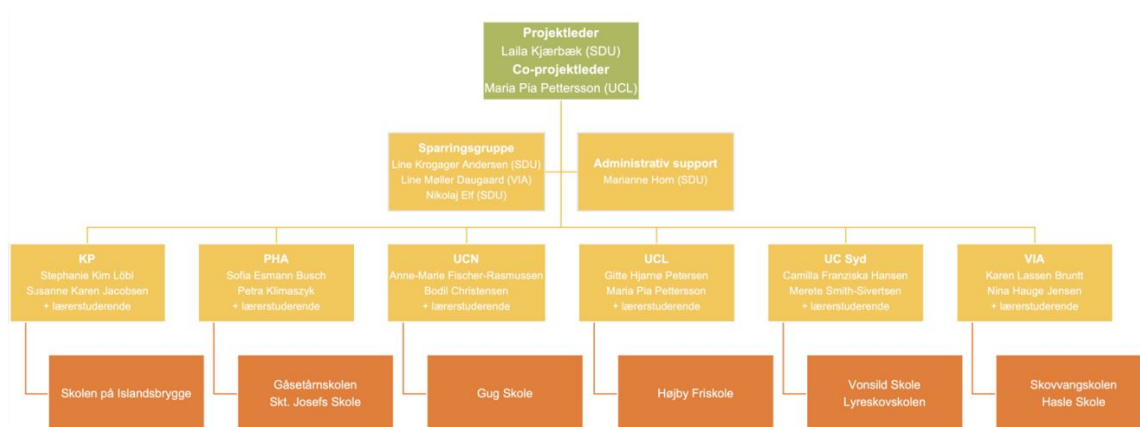 Projektleder
Laila Kjærbæk (SDU)
Co-projektleder
Maria Pia Pettersson (UCL)
Sparringsgruppe
Line Krogager Andersen (SDU)
Line Møller Daugaard (VIA)
Nikolaj Elf (SDU)
Administrativ support
Marianne Horn (SDU)
KP
Stephanie Kim Löbl
Susanne Karen Jacobsen
+ lærerstuderende
PHA
Sofia Esmann Busch
Petra Klimaszyk
+ lærerstuderende
UCN
Anne-Marie Fischer-Rasmussen
Bodil Christensen
+ lærerstuderende
UCL
Gitte Hjarnø Petersen
Maria Pia Pettersson
+ lærerstuderende
UC Syd
Camilla Franziska Hansen
Merete Smith-Sivertsen
+ lærerstuderende
VIA
Karen Lassen Bruntt
Nina Hauge Jensen
+ lærerstuderende
Skolen på Islandsbrygge
Gåsetårnskolen
Skt. Josefs Skole
Gug Skole
Højby Friskole
Vonsild Skole
Lyreskovskolen
Skovvangskolen
Hasle Skole